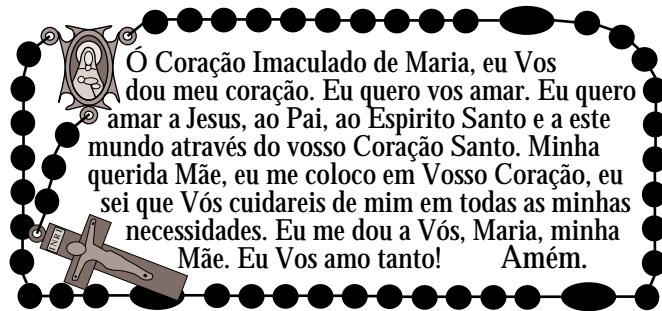 Ó Coração Imaculado de Maria, eu Vos
dou meu coração. Eu quero vos amar. Eu quero
amar a Jesus, ao Pai, ao Espirito Santo e a este
mundo através do vosso Coração Santo. Minha
querida Mãe, eu me coloco em Vosso Coração, eu
sei que Vós cuidareis de mim em todas as minhas
necessidades. Eu me dou a Vós, Maria, minha
Mãe. Eu Vos amo tanto! Amém.
INRI